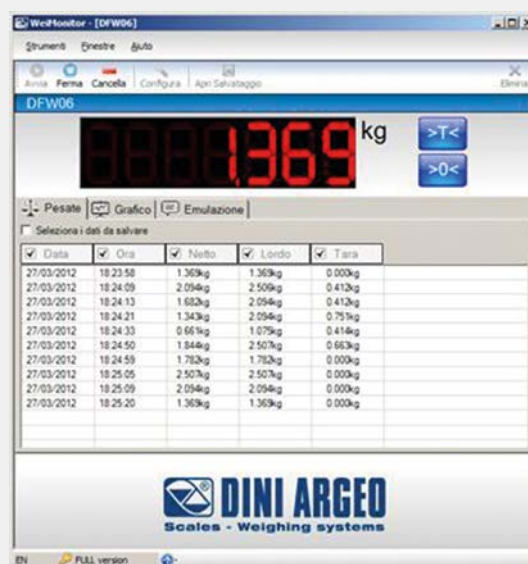 WeiMonitor - [DFW06]
Strumenti Finestre Aiuto
Avvia Ferma Cancella Configura Apri Salvataggio Elimina
DFW06
1.369 kg >T<
>0<
Pesate Grafico Emulazione
Seleziona i dati da salvare
Data Ora Netto Lordo Tara
27/03/2012 18:23:58 1.369kg 1.369kg 0.000kg
27/03/2012 18:24:09 2.094kg 2.506kg 0.412kg
27/03/2012 18:24:13 1.682kg 2.094kg 0.412kg
27/03/2012 18:24:21 1.343kg 2.094kg 0.751kg
27/03/2012 18:24:33 0.661kg 1.075kg 0.414kg
27/03/2012 18:24:50 1.844kg 2.507kg 0.663kg
27/03/2012 18:24:59 1.782kg 1.782kg 0.000kg
27/03/2012 18:25:05 2.507kg 2.507kg 0.000kg
27/03/2012 18:25:09 2.094kg 2.094kg 0.000kg
27/03/2012 18:25:20 1.369kg 1.369kg 0.000kg
DINI ARGEO
Scales - Weighing systems
EN FULL version